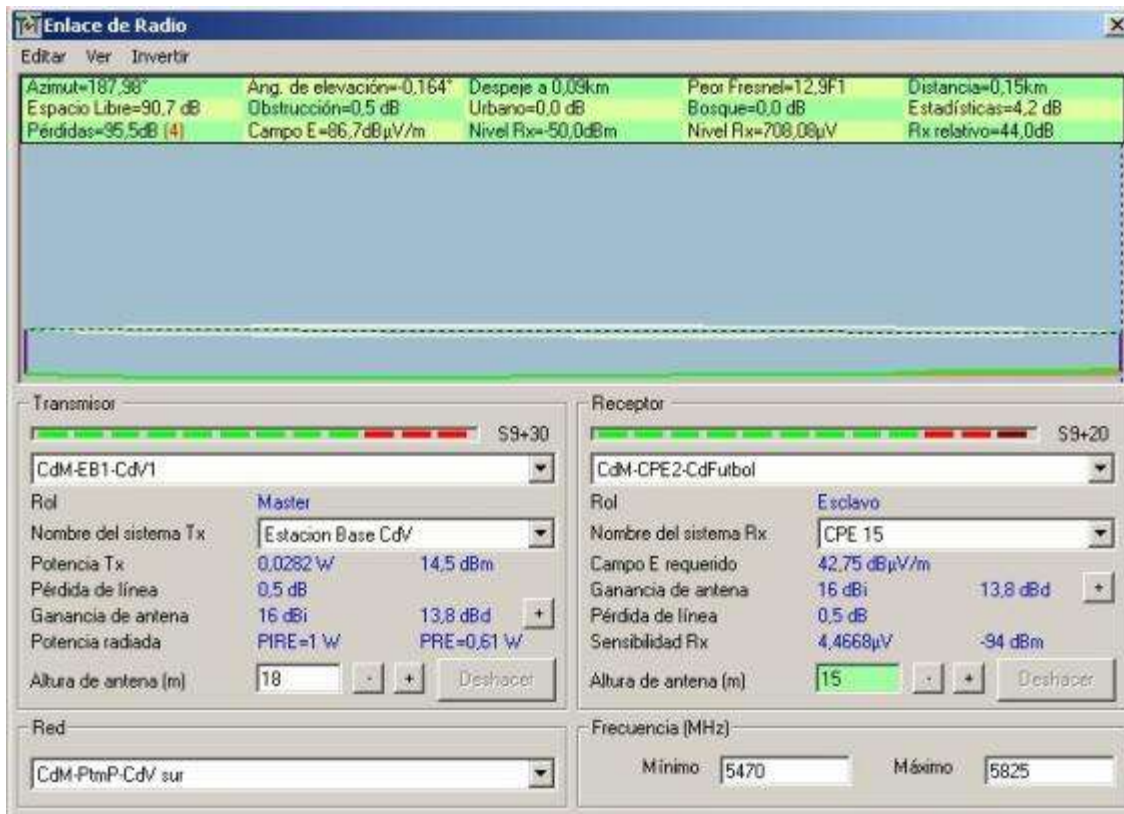 Enlace de Radio
Editar Ver Invertir
Azimut=187,98° Ang. de elevación=-0,164° Despeje a 0,09km Peor Fresnel=12,9F1 Distancia=0,15km
Espacio Libre=90,7 dB Obstrucción=0,5 dB Urbano=0,0 dB Bosque=0,0 dB Estadísticas=4,2 dB
Pérdidas=95,5dB (4) Campo E=86,7dBµV/m Nivel Rx=-50,0dBm Nivel Rx=708,08µV Rx relativo=44,0dB
Transmisor Receptor
S9+30 S9+20
CdM-EB1-CdV1 CdM-CPE2-CdFutbol
Rol Master Rol Esclavo
Nombre del sistema Tx Estacion Base CdV Nombre del sistema Rx CPE 15
Potencia Tx 0,0282 W 14,5 dBm Campo E requerido 42,75 dBµV/m
Pérdida de línea 0,5 dB Ganancia de antena 16 dBi 13,8 dBd +
Ganancia de antena 16 dBi 13,8 dBd + Pérdida de línea 0,5 dB
Potencia radiada PIRE=1 W PRE=0,61 W Sensibilidad Rx 4,4668µV -94 dBm
Altura de antena (m) 18 - + Deshacer Altura de antena (m) 15 - + Deshacer
Red Frecuencia (MHz)
CdM-PtmP-CdV sur Mínimo 5470 Máximo 5825